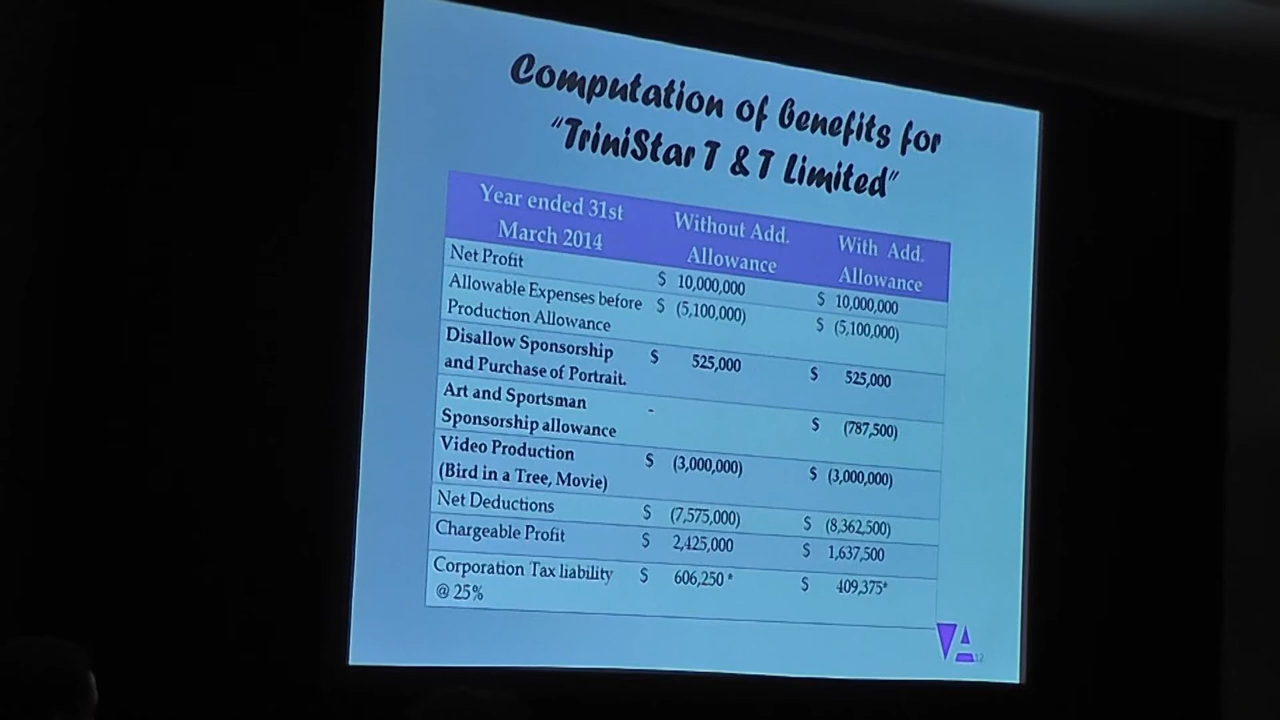 Computation of Benefits for
"TriniStar T & T Limited"
Year ended 31st March 2014 Without Add. Allowance With Add. Allowance
Net Profit $ 10,000,000 $ 10,000,000
Allowable Expenses before $ (5,100,000) $ (5,100,000)
Production Allowance
Disallow Sponsorship $ 525,000 $ 525,000
and Purchase of Portrait.
Art and Sportsman - $ (787,500)
Sponsorship allowance
Video Production $ (3,000,000) $ (3,000,000)
(Bird in a Tree, Movie)
Net Deductions $ (7,575,000) $ (8,362,500)
Chargeable Profit $ 2,425,000 $ 1,637,500
Corporation Tax liability $ 606,250 * $ 409,375*
@ 25%
VA
12